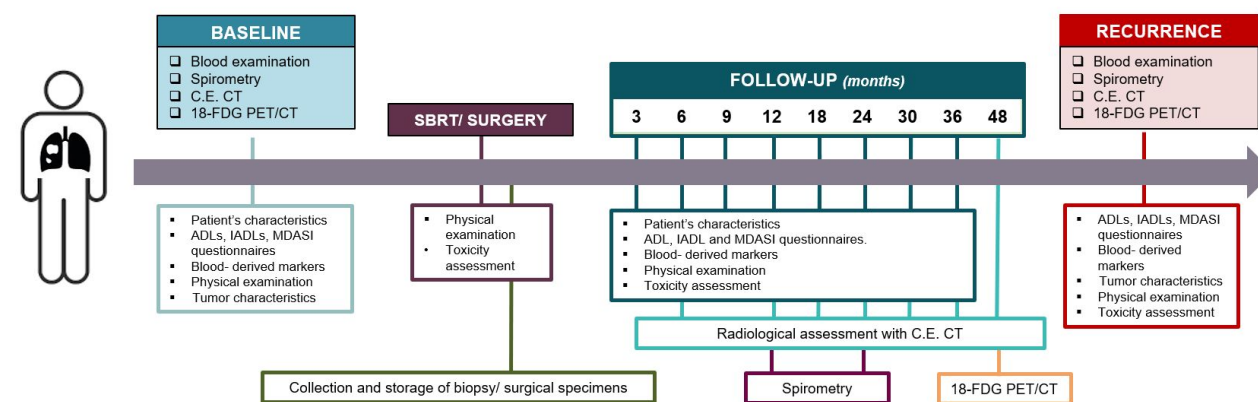 BASELINE
❑ Blood examination
❑ Spirometry
❑ C.E. CT
❑ 18-FDG PET/CT
SBRT/ SURGERY
FOLLOW-UP (months)
3 6 9 12 18 24 30 36 48
RECURRENCE
❑ Blood examination
❑ Spirometry
❑ C.E. CT
❑ 18-FDG PET/CT
▪ Patient's characteristics
▪ ADLs, IADLs, MDASI
questionnaires
▪ Blood- derived markers
▪ Physical examination
▪ Tumor characteristics
▪ Physical
examination
• Toxicity
assessment
▪ Patient's characteristics
▪ ADL, IADL and MDASI questionnaires.
▪ Blood- derived markers
▪ Physical examination
▪ Toxicity assessment
▪ ADLs, IADLs, MDASI
questionnaires
▪ Blood- derived
markers
▪ Tumor characteristics
▪ Physical examination
▪ Toxicity assessment
Radiological assessment with C.E. CT
Collection and storage of biopsy/ surgical specimens
Spirometry
18-FDG PET/CT